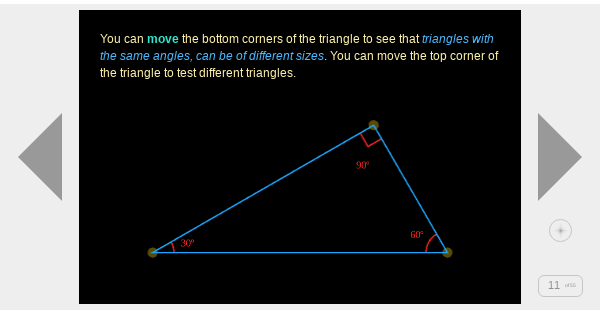 You can move the bottom corners of the triangle to see that triangles with
the same angles, can be of different sizes. You can move the top corner of
the triangle to test different triangles.
90°
30°
60°
11 of 56